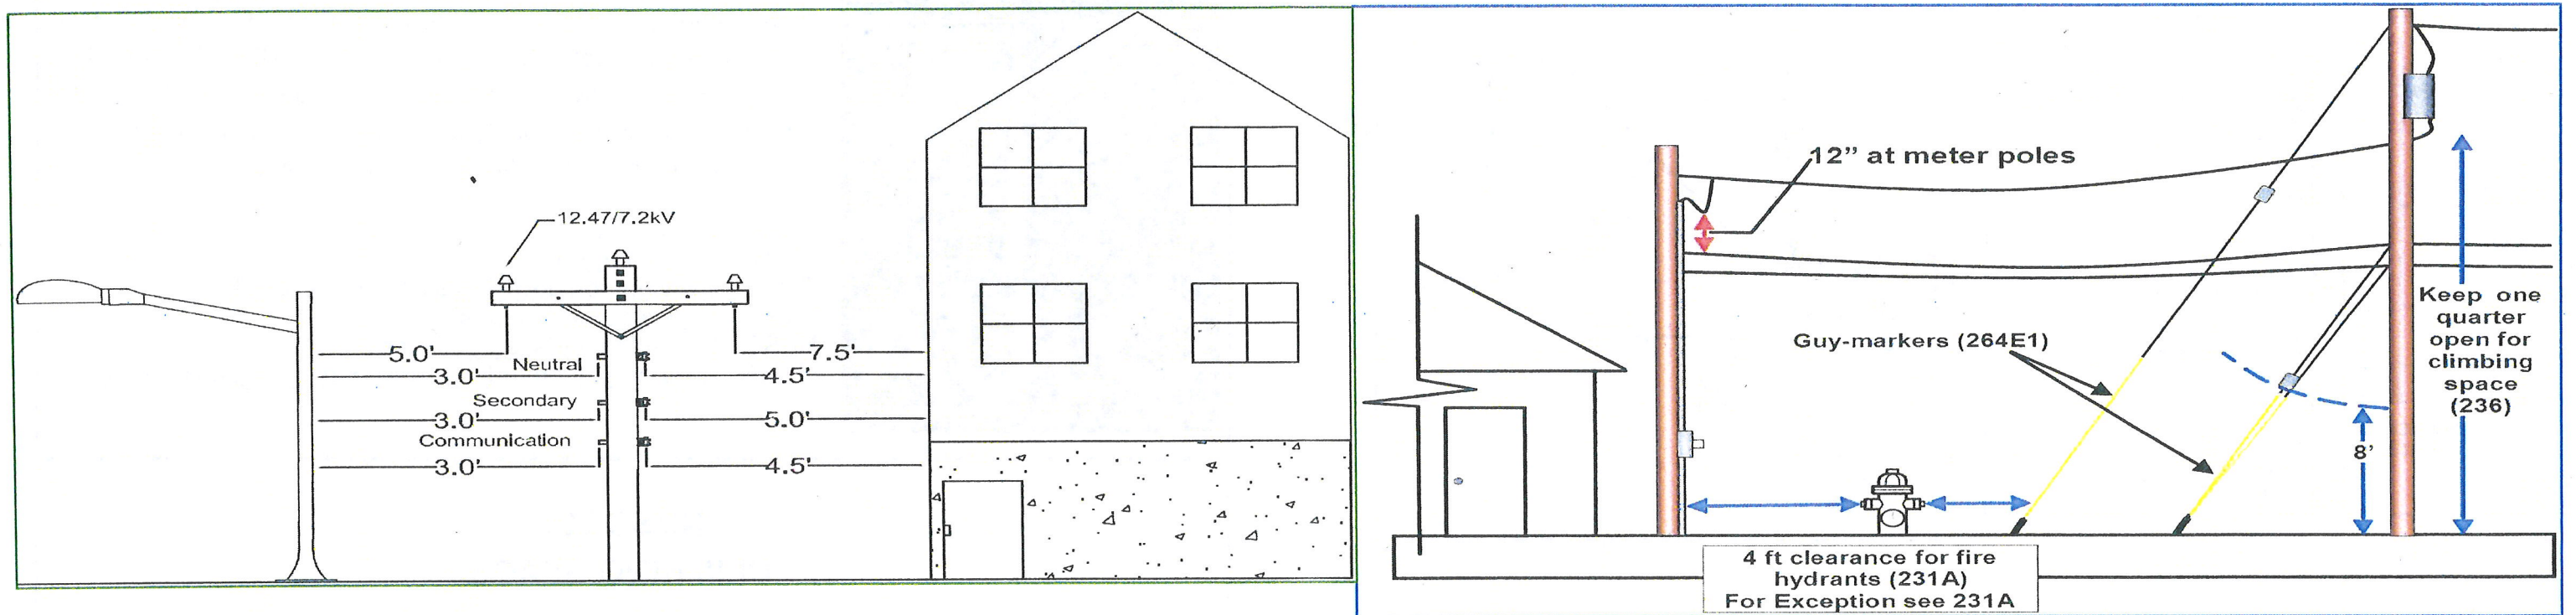 12.47/7.2kV
5.0'
7.5'
Neutral
3.0'
4.5'
Secondary
3.0'
5.0'
Communication
3.0'
4.5'
12” at meter poles
Guy-markers (264E1)
Keep one
quarter
open for
climbing
space
(236)
8’
4 ft clearance for fire
hydrants (231A)
For Exception see 231A